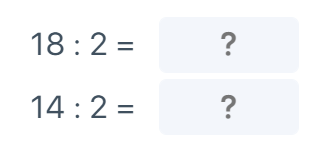 18 : 2 = ?
14 : 2 = ?